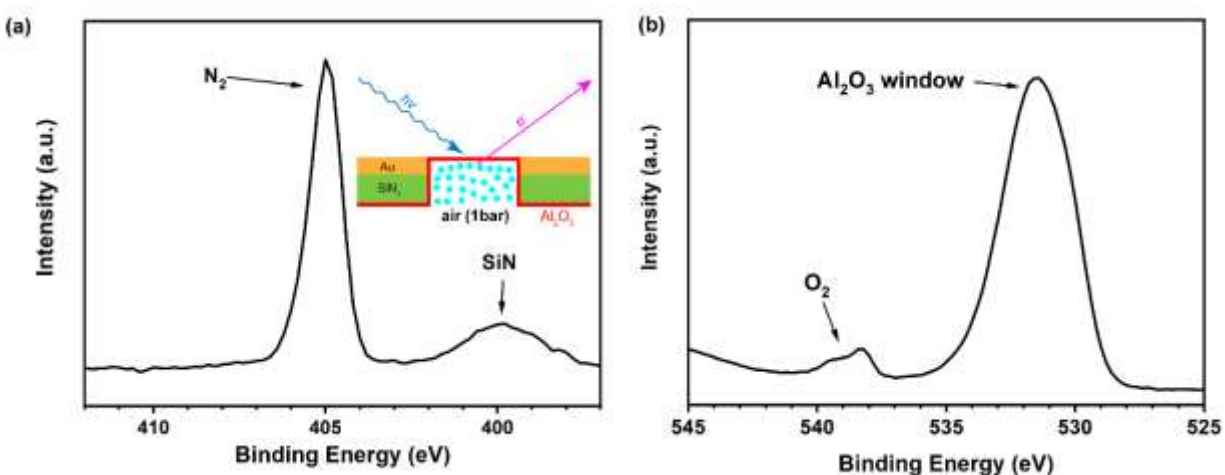 (a)
N₂
hν
e
Au
SiNₓ
air (1bar)
Al₂O₃
SiN
Intensity (a.u.)
410 405 400
Binding Energy (eV)
(b)
Al₂O₃ window
O₂
Intensity (a.u.)
545 540 535 530 525
Binding Energy (eV)